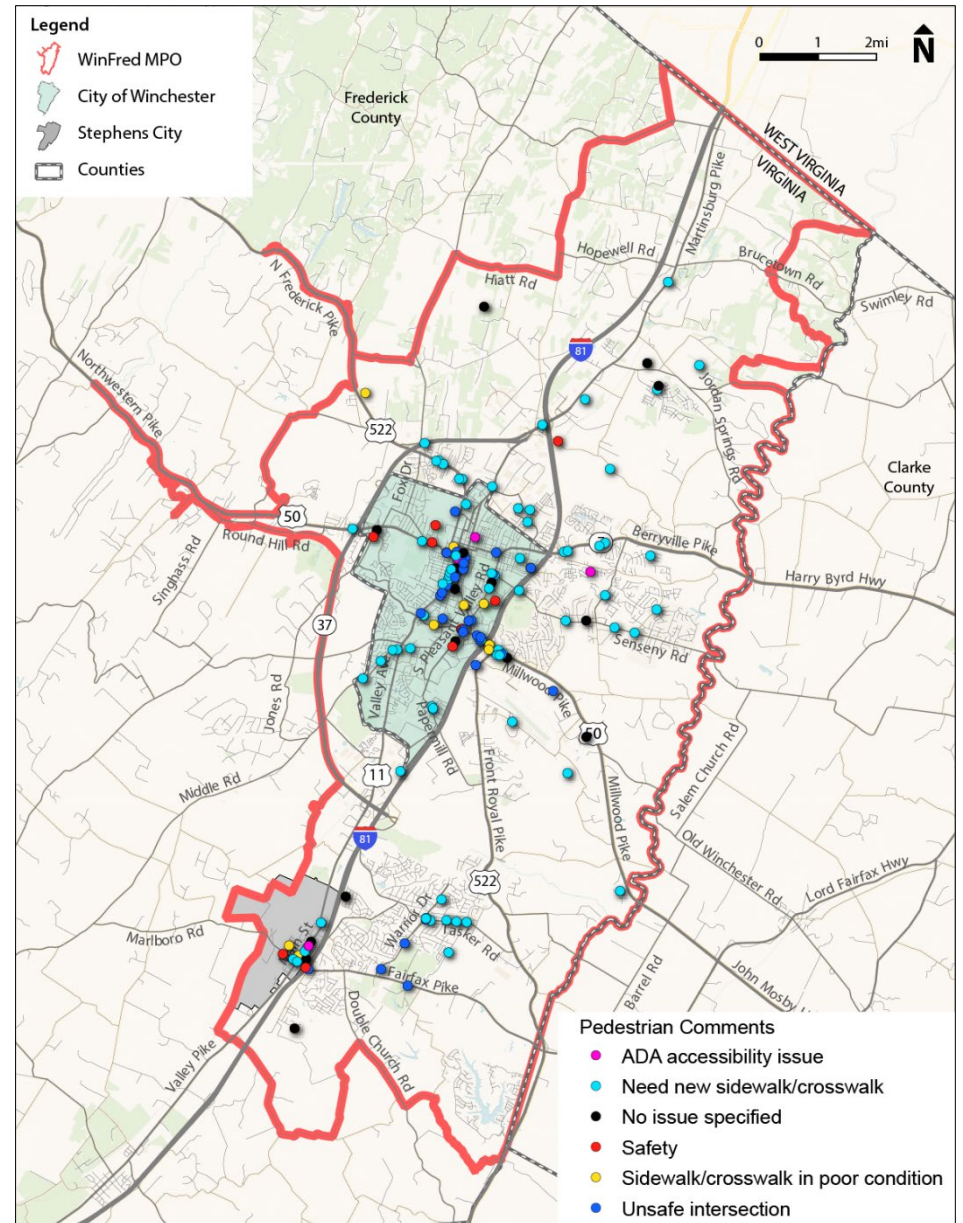 Legend
WinFred MPO
City of Winchester
Stephens City
Counties
0 1 2mi
N
Frederick
County
WEST VIRGINIA
VIRGINIA
Martinsburg Pike
Hopewell Rd
Brucetown Rd
Hiatt Rd
Swimley Rd
N Frederick Pike
81
Northwestern Pike
Jordan Springs Rd
522
Clarke
County
Fox Dr
50
Round Hill Rd
7
Berryville Pike
Harry Byrd Hwy
Singhass Rd
37
S Pleasant Valley Rd
Senseny Rd
Jones Rd
Valley Av
Millwood Pike
Papermill Rd
50
Salem Church Rd
11
Middle Rd
Front Royal Pike
Millwood Pike
81
Old Winchester Rd
Lord Fairfax Hwy
522
Warrior Dr
Marlboro Rd
St
Tasker Rd
Fairfax Pike
Barrel Rd
John Mosby
Double Church Rd
Valley Pike
Pedestrian Comments
ADA accessibility issue
Need new sidewalk/crosswalk
No issue specified
Safety
Sidewalk/crosswalk in poor condition
Unsafe intersection